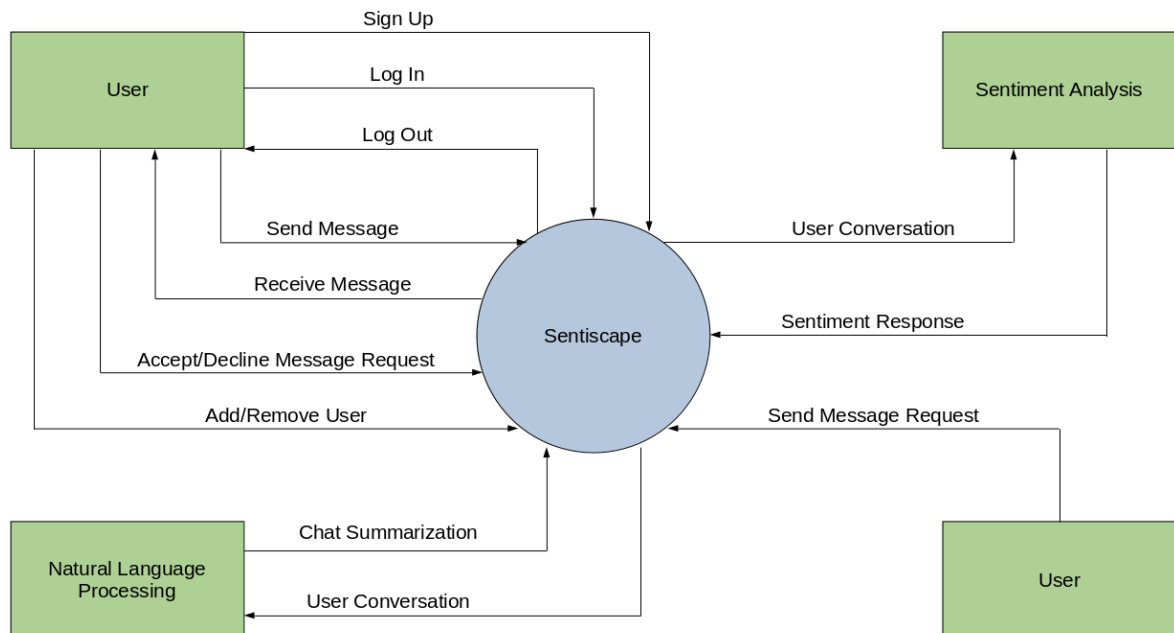 Sign Up
User
Log In
Sentiment Analysis
Log Out
Send Message
User Conversation
Receive Message
Sentiment Response
Sentiscape
Accept/Decline Message Request
Add/Remove User
Send Message Request
Chat Summarization
Natural Language
Processing
User
User Conversation